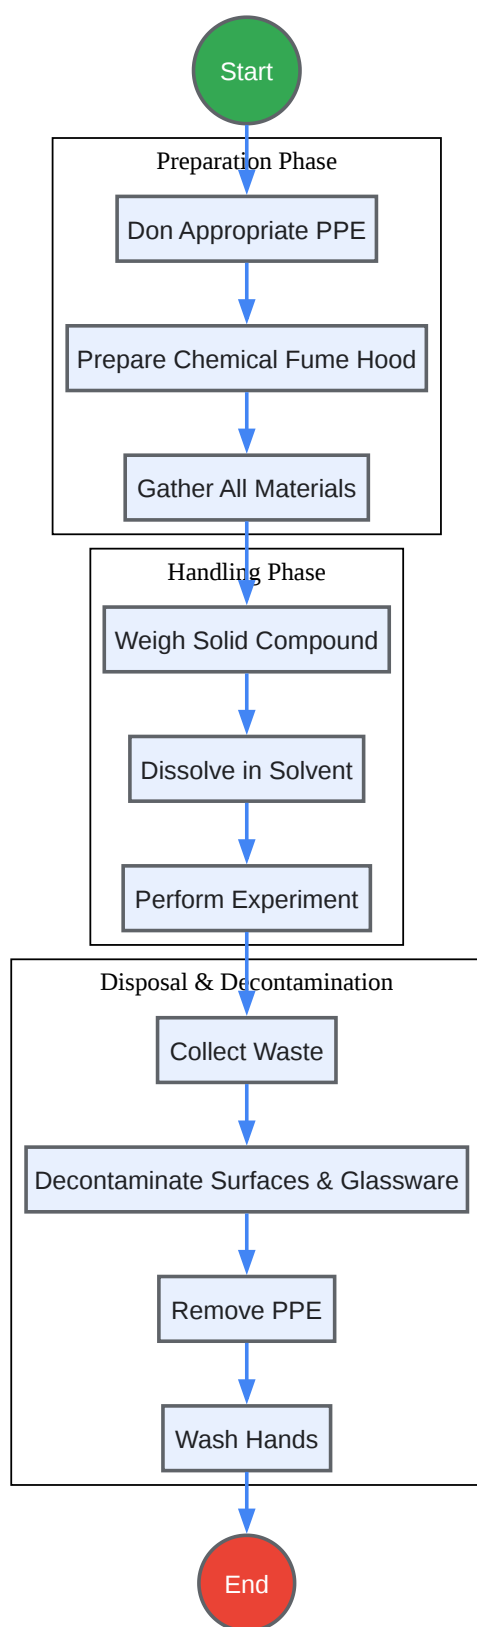 Start
Preparation Phase
Don Appropriate PPE
Prepare Chemical Fume Hood
Gather All Materials
Handling Phase
Weigh Solid Compound
Dissolve in Solvent
Perform Experiment
Disposal & Decontamination
Collect Waste
Decontaminate Surfaces & Glassware
Remove PPE
Wash Hands
End